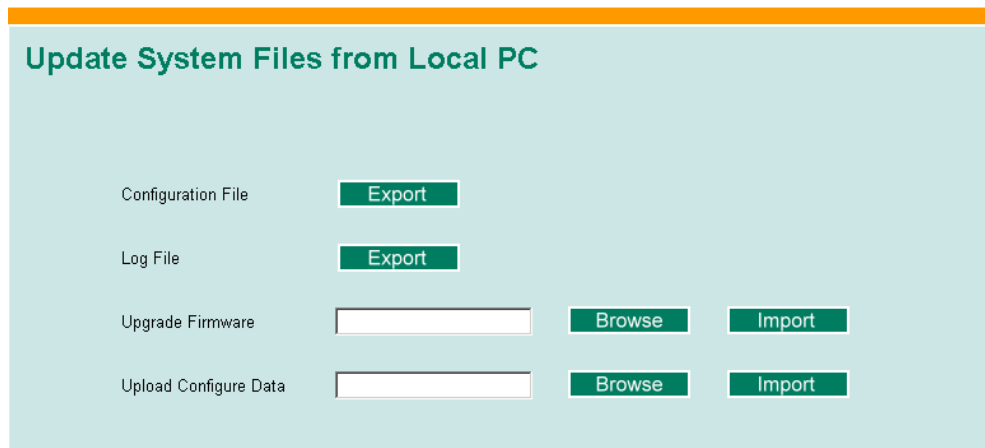 Update System Files from Local PC
Configuration File Export
Log File Export
Upgrade Firmware Browse Import
Upload Configure Data Browse Import